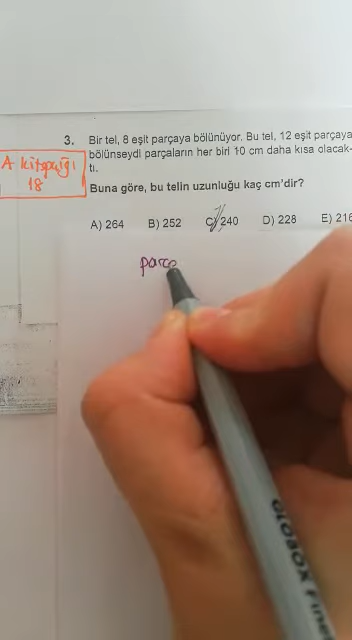 A kitapçığı
18
3. Bir tel, 8 eşit parçaya bölünüyor. Bu tel, 12 eşit parçaya
bölünseydi parçaların her biri 10 cm daha kısa olacak-
tı.
Buna göre, bu telin uzunluğu kaç cm'dir?
A) 264 B) 252 C) 240 D) 228 E) 216
parça
GLOBOX Fine